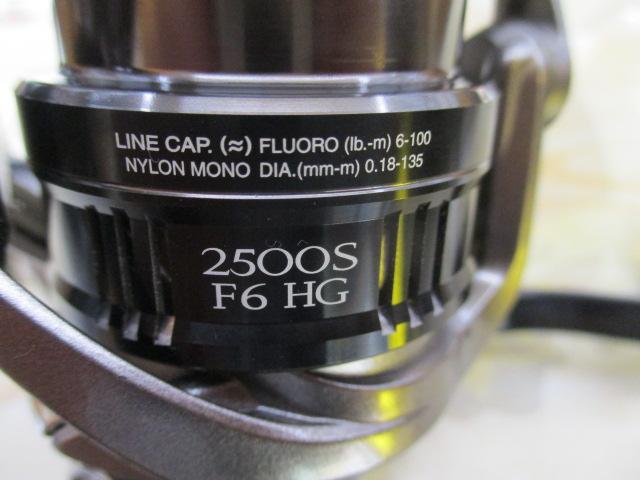 LINE CAP. (≈) FLUORO (lb.-m) 6-100
NYLON MONO DIA.(mm-m) 0.18-135
2500S
F6 HG